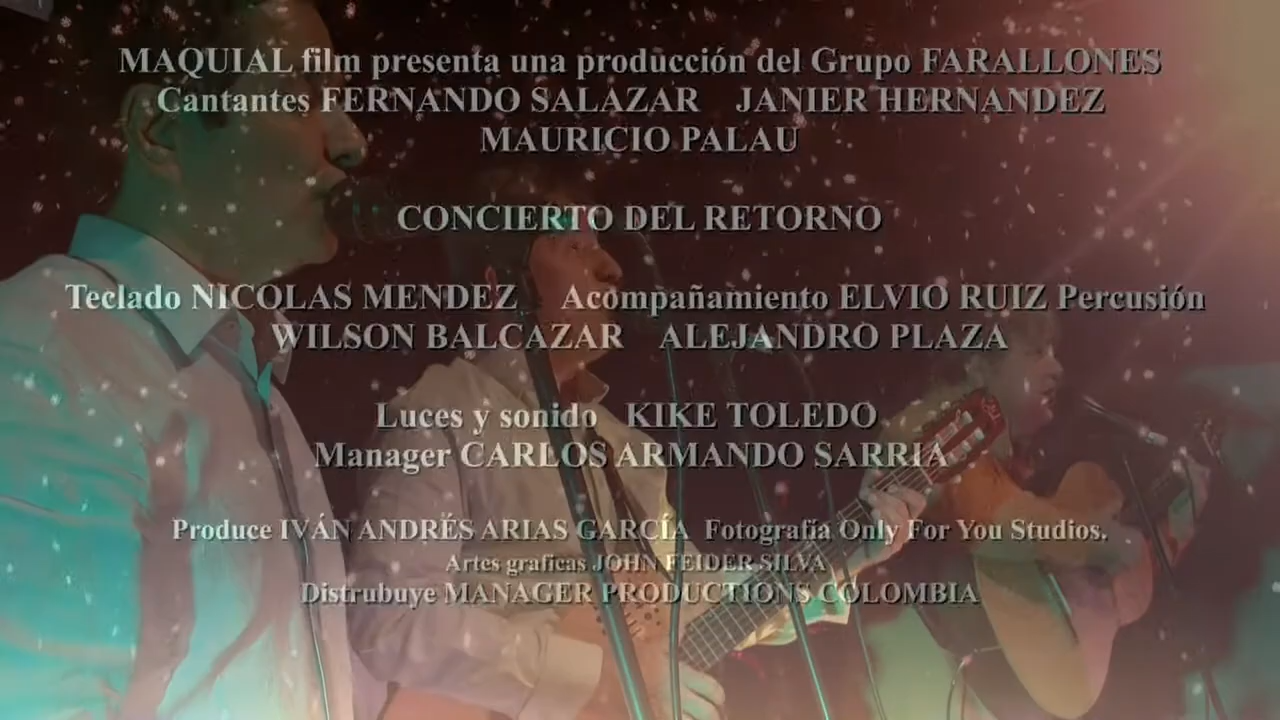 MAQUIAL film presenta una producción del Grupo FARALLONES
Cantantes FERNANDO SALAZAR JANIER HERNANDEZ
MAURICIO PALAU
CONCIERTO DEL RETORNO
Teclado NICOLAS MENDEZ Acompañamiento ELVIO RUIZ Percusión
WILSON BALCAZAR ALEJANDRO PLAZA
Luces y sonido KIKE TOLEDO
Manager CARLOS ARMANDO SARRIA
Produce IVÁN ANDRÉS ARIAS GARCÍA Fotografía Only For You Studios.
Artes graficas JOHN FEIDER SILVA
Distrubuye MANAGER PRODUCTIONS COLOMBIA